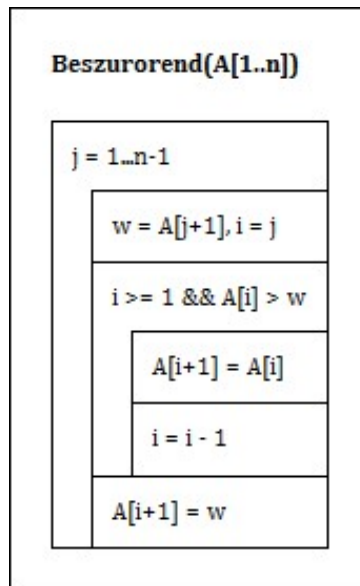 Beszurorend(A[1..n])
j = 1...n-1
w = A[j+1], i = j
i >= 1 && A[i] > w
A[i+1] = A[i]
i = i - 1
A[i+1] = w